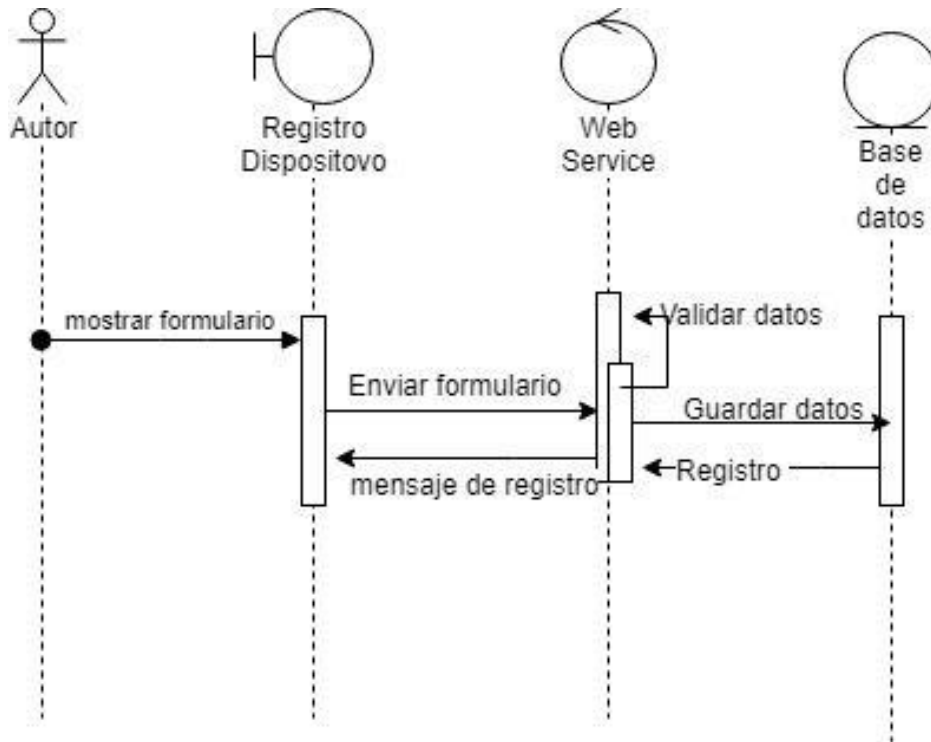 Autor
Registro
Dispositovo
Web
Service
Base
de
datos
mostrar formulario
Validar datos
Enviar formulario
Guardar datos
mensaje de registro
Registro